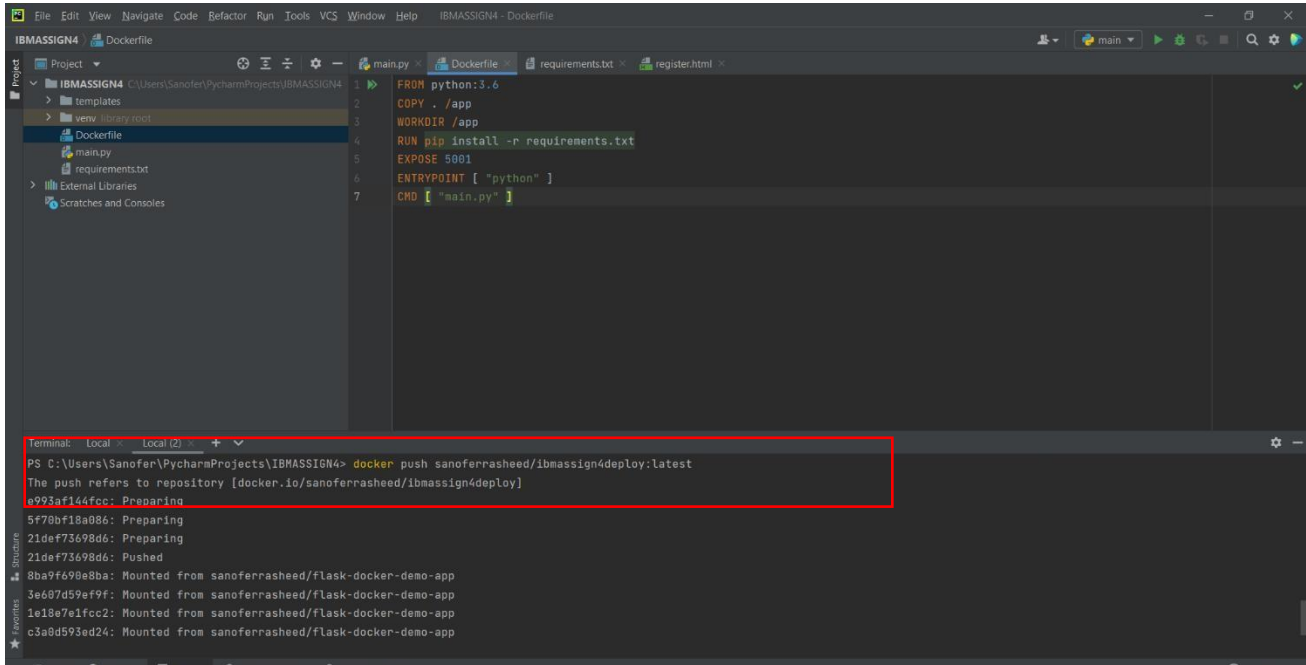 PC File Edit View Navigate Code Refactor Run Tools VCS Window Help IBMASSIGN4 - Dockerfile
IBMASSIGN4 Dockerfile main
Project
Project main.py Dockerfile requirements.txt register.html
IBMASSIGN4 C:\Users\Sanofer\PycharmProjects\IBMASSIGN4
templates
venv library root
Dockerfile
main.py
requirements.txt
External Libraries
Scratches and Consoles
1 FROM python:3.6
2 COPY . /app
3 WORKDIR /app
4 RUN pip install -r requirements.txt
5 EXPOSE 5001
6 ENTRYPOINT [ "python" ]
7 CMD [ "main.py" ]
Terminal: Local Local (2)
PS C:\Users\Sanofer\PycharmProjects\IBMASSIGN4> docker push sanoferrasheed/ibmassign4deploy:latest
The push refers to repository [docker.io/sanoferrasheed/ibmassign4deploy]
e993af144fcc: Preparing
5f70bf18a086: Preparing
21def73698d6: Preparing
21def73698d6: Pushed
8ba9f690e8ba: Mounted from sanoferrasheed/flask-docker-demo-app
3e607d59ef9f: Mounted from sanoferrasheed/flask-docker-demo-app
1e18e7e1fcc2: Mounted from sanoferrasheed/flask-docker-demo-app
c3a0d593ed24: Mounted from sanoferrasheed/flask-docker-demo-app
Structure
Favorites